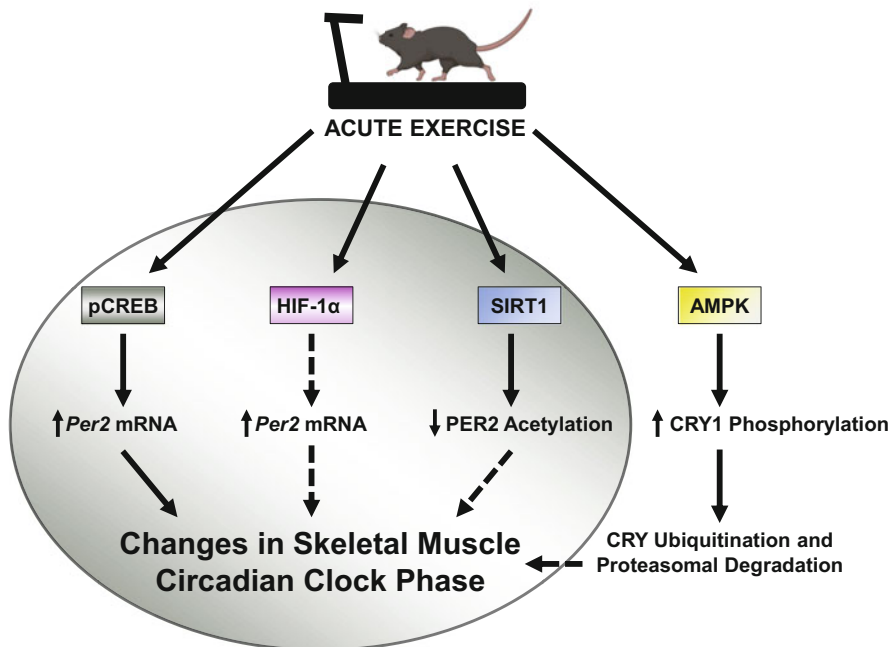 ACUTE EXERCISE
pCREB
HIF-1α
SIRT1
AMPK
Per2 mRNA
Per2 mRNA
PER2 Acetylation
CRY1 Phosphorylation
Changes in Skeletal Muscle
Circadian Clock Phase
CRY Ubiquitination and
Proteasomal Degradation